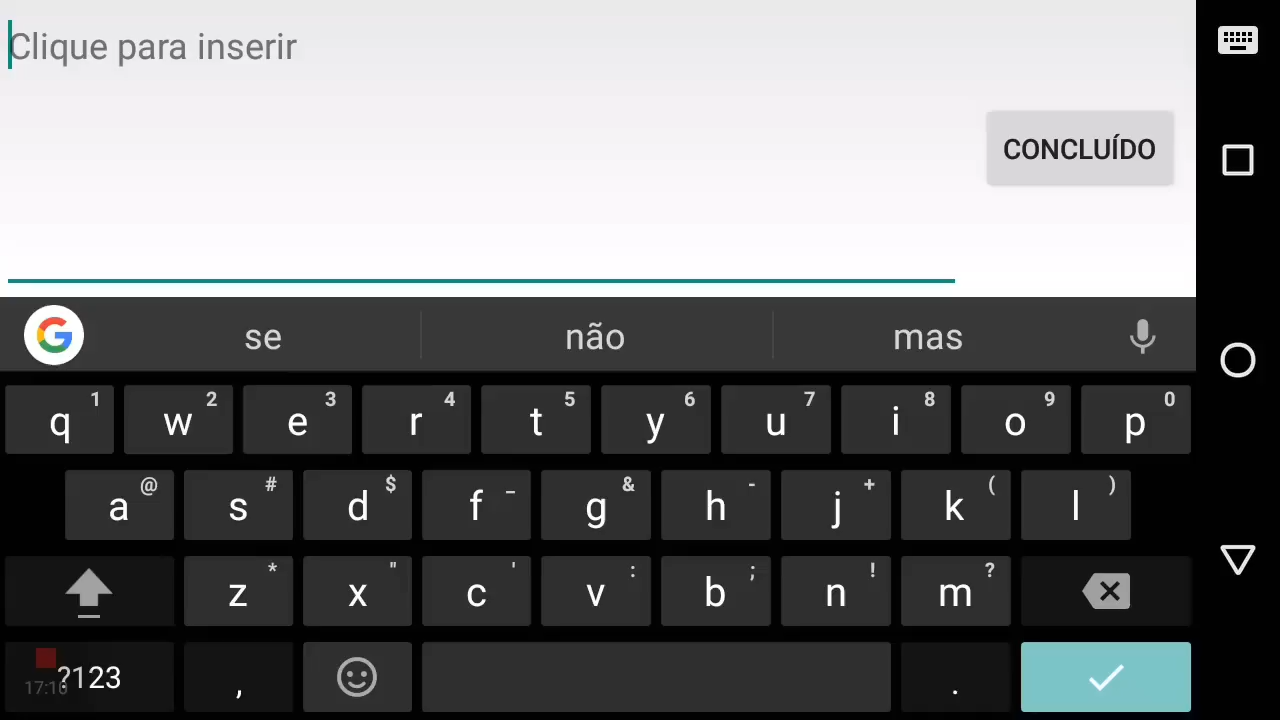 Clique para inserir
CONCLUÍDO
se não mas
q 1 w 2 e 3 r 4 t 5 y 6 u 7 i 8 o 9 p 0
a @ s # d $ f _ g & h - j + k ( l )
z * x " c ' v : b ; n ! m ?
?123 , .
17:10